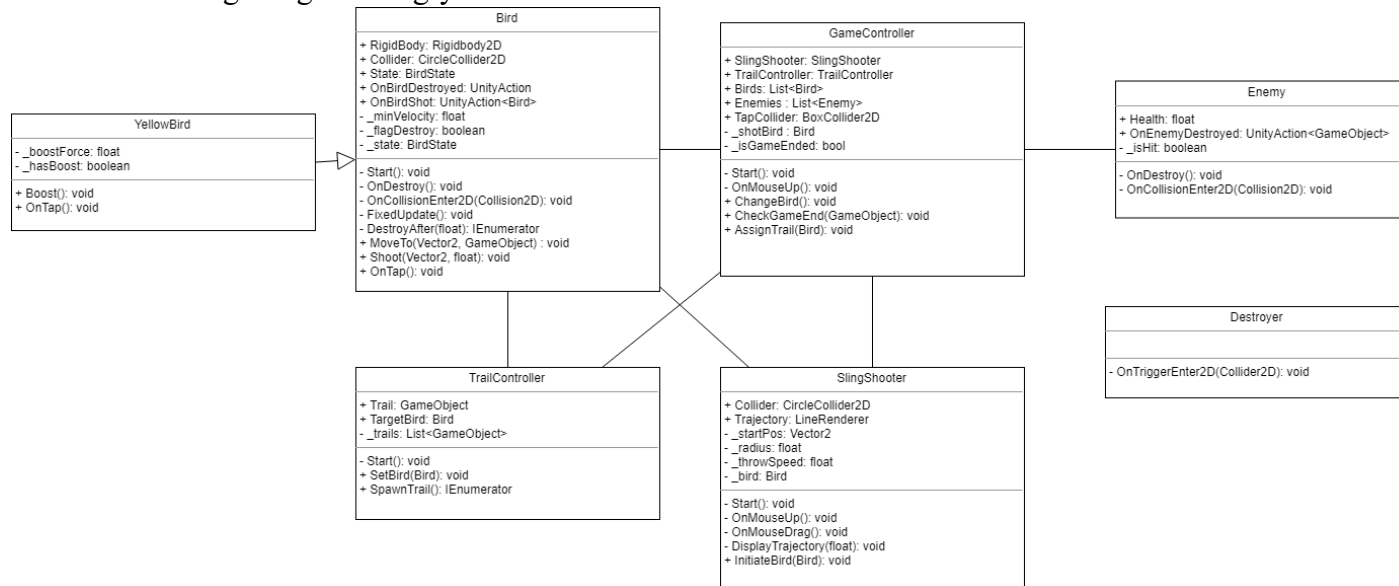 Bird
+ RigidBody: Rigidbody2D
+ Collider: CircleCollider2D
+ State: BirdState
+ OnBirdDestroyed: UnityAction
+ OnBirdShot: UnityAction<Bird>
- _minVelocity: float
- _flagDestroy: boolean
- _state: BirdState
- Start(): void
- OnDestroy(): void
- OnCollisionEnter2D(Collision2D): void
- FixedUpdate(): void
- DestroyAfter(float): IEnumerator
+ MoveTo(Vector2, GameObject) : void
+ Shoot(Vector2, float): void
+ OnTap(): void
GameController
+ SlingShooter: SlingShooter
+ TrailController: TrailController
+ Birds: List<Bird>
+ Enemies : List<Enemy>
+ TapCollider: BoxCollider2D
- _shotBird : Bird
- _isGameEnded: bool
- Start(): void
- OnMouseUp(): void
+ ChangeBird(): void
+ CheckGameEnd(GameObject): void
+ AssignTrail(Bird): void
Enemy
+ Health: float
+ OnEnemyDestroyed: UnityAction<GameObject>
- _isHit: boolean
- OnDestroy(): void
- OnCollisionEnter2D(Collision2D): void
YellowBird
- _boostForce: float
- _hasBoost: boolean
+ Boost(): void
+ OnTap(): void
Destroyer
- OnTriggerEnter2D(Collider2D): void
TrailController
+ Trail: GameObject
+ TargetBird: Bird
- _trails: List<GameObject>
- Start(): void
+ SetBird(Bird): void
+ SpawnTrail(): IEnumerator
SlingShooter
+ Collider: CircleCollider2D
+ Trajectory: LineRenderer
- _startPos: Vector2
- _radius: float
- _throwSpeed: float
- _bird: Bird
- Start(): void
- OnMouseUp(): void
- OnMouseDrag(): void
- DisplayTrajectory(float): void
+ InitiateBird(Bird): void